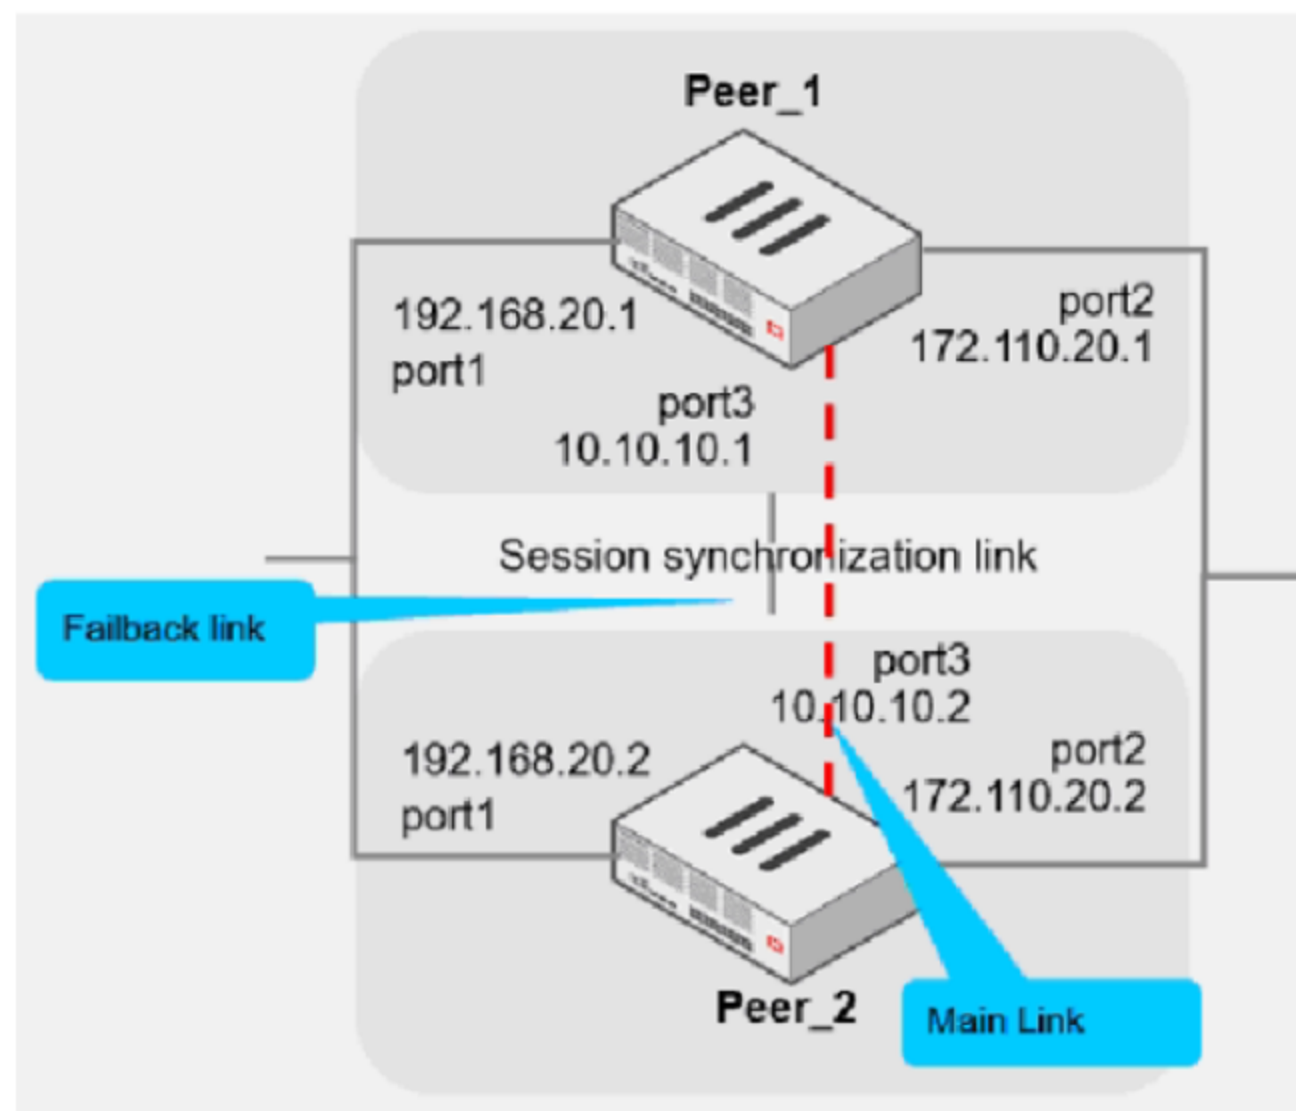 Peer_1
192.168.20.1
port1
port2
172.110.20.1
port3
10.10.10.1
Session synchronization link
Failback link
port3
10.10.10.2
192.168.20.2
port1
port2
172.110.20.2
Peer_2
Main Link